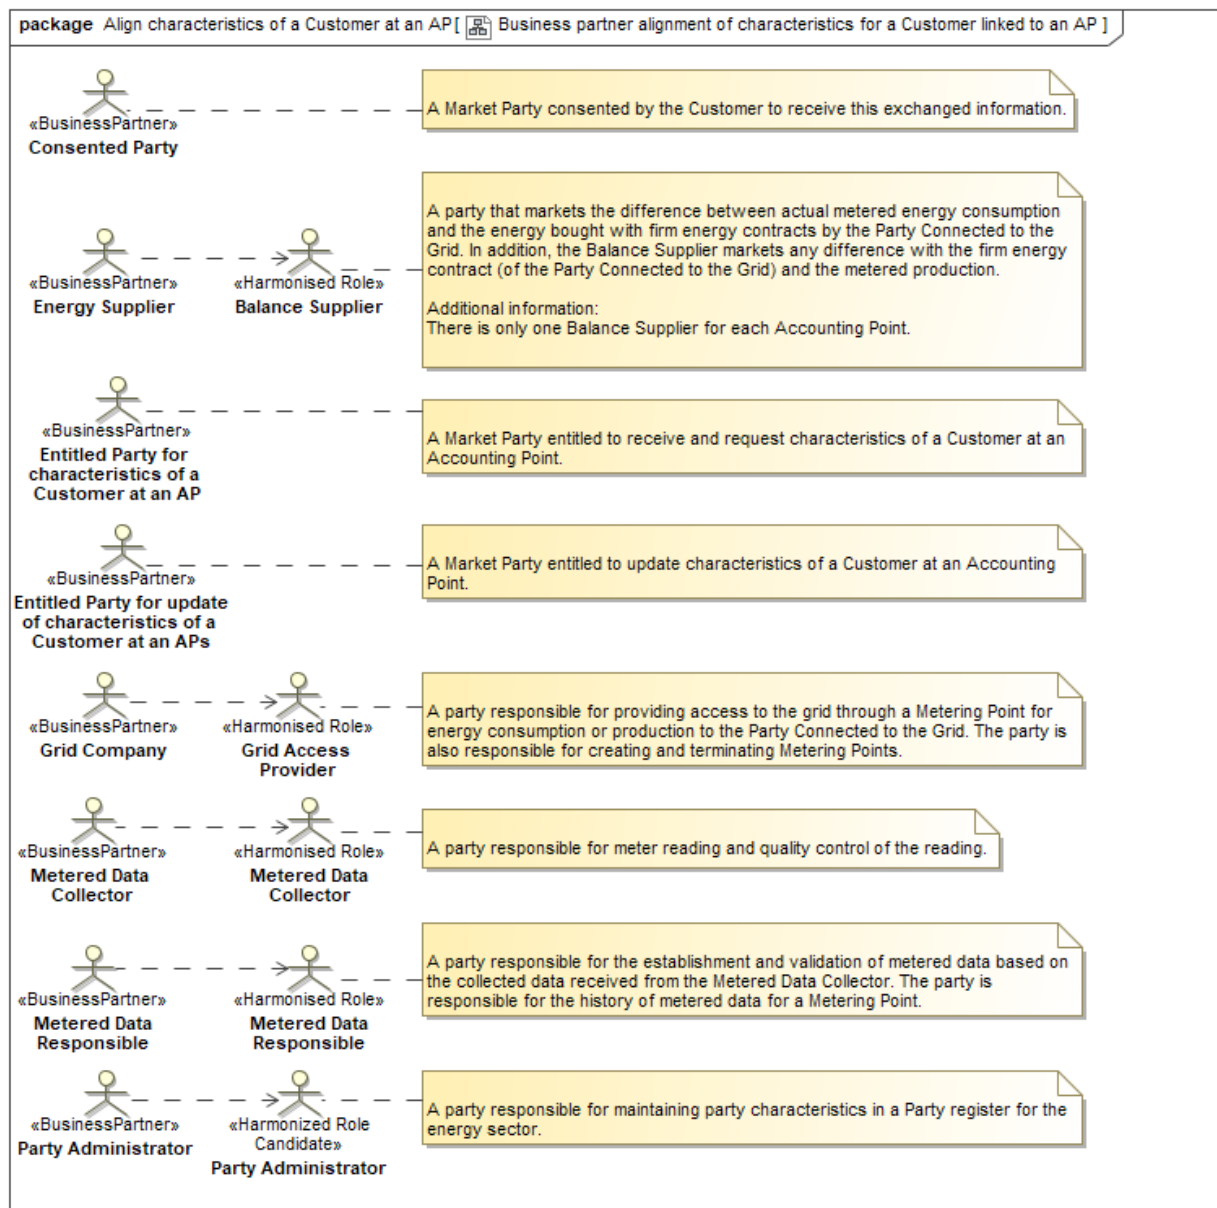 package Align characteristics of a Customer at an AP[ Business partner alignment of characteristics for a Customer linked to an AP ]
«BusinessPartner»
Consented Party
A Market Party consented by the Customer to receive this exchanged information.
«BusinessPartner»
Energy Supplier
«Harmonised Role»
Balance Supplier
A party that markets the difference between actual metered energy consumption
and the energy bought with firm energy contracts by the Party Connected to the
Grid. In addition, the Balance Supplier markets any difference with the firm energy
contract (of the Party Connected to the Grid) and the metered production.
Additional information:
There is only one Balance Supplier for each Accounting Point.
«BusinessPartner»
Entitled Party for
characteristics of a
Customer at an AP
A Market Party entitled to receive and request characteristics of a Customer at an
Accounting Point.
«BusinessPartner»
Entitled Party for update
of characteristics of a
Customer at an APs
A Market Party entitled to update characteristics of a Customer at an Accounting
Point.
«BusinessPartner»
Grid Company
«Harmonised Role»
Grid Access
Provider
A party responsible for providing access to the grid through a Metering Point for
energy consumption or production to the Party Connected to the Grid. The party is
also responsible for creating and terminating Metering Points.
«BusinessPartner»
Metered Data
Collector
«Harmonised Role»
Metered Data
Collector
A party responsible for meter reading and quality control of the reading.
«BusinessPartner»
Metered Data
Responsible
«Harmonised Role»
Metered Data
Responsible
A party responsible for the establishment and validation of metered data based on
the collected data received from the Metered Data Collector. The party is
responsible for the history of metered data for a Metering Point.
«BusinessPartner»
Party Administrator
«Harmonized Role
Candidate»
Party Administrator
A party responsible for maintaining party characteristics in a Party register for the
energy sector.